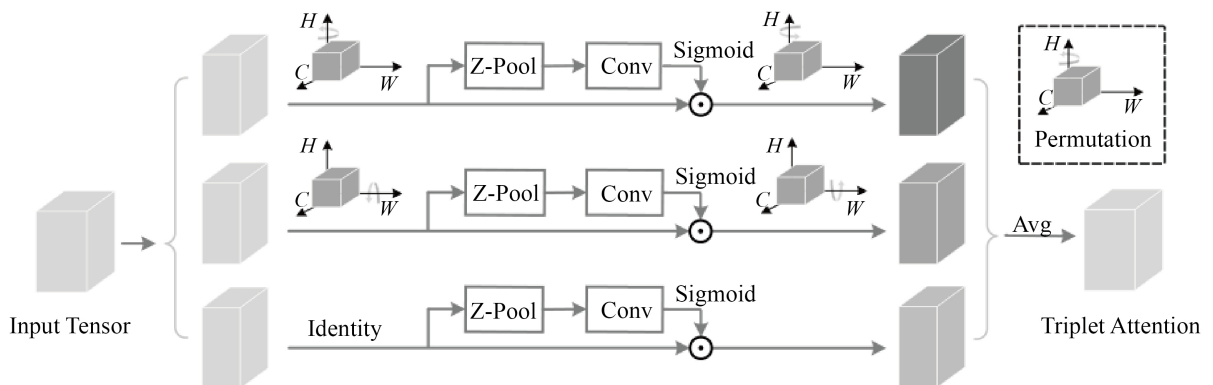 H
C
W
Z-Pool
Conv
Sigmoid
H
C
W
H
C
W
Permutation
H
C
W
Z-Pool
Conv
Sigmoid
H
C
W
Avg
Input Tensor
Identity
Z-Pool
Conv
Sigmoid
Triplet Attention